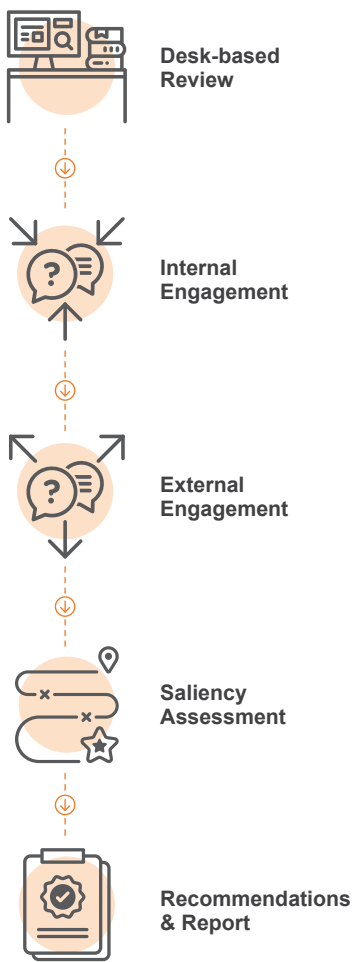 Desk-based
Review
?
Internal
Engagement
?
External
Engagement
Saliency
Assessment
Recommendations
& Report